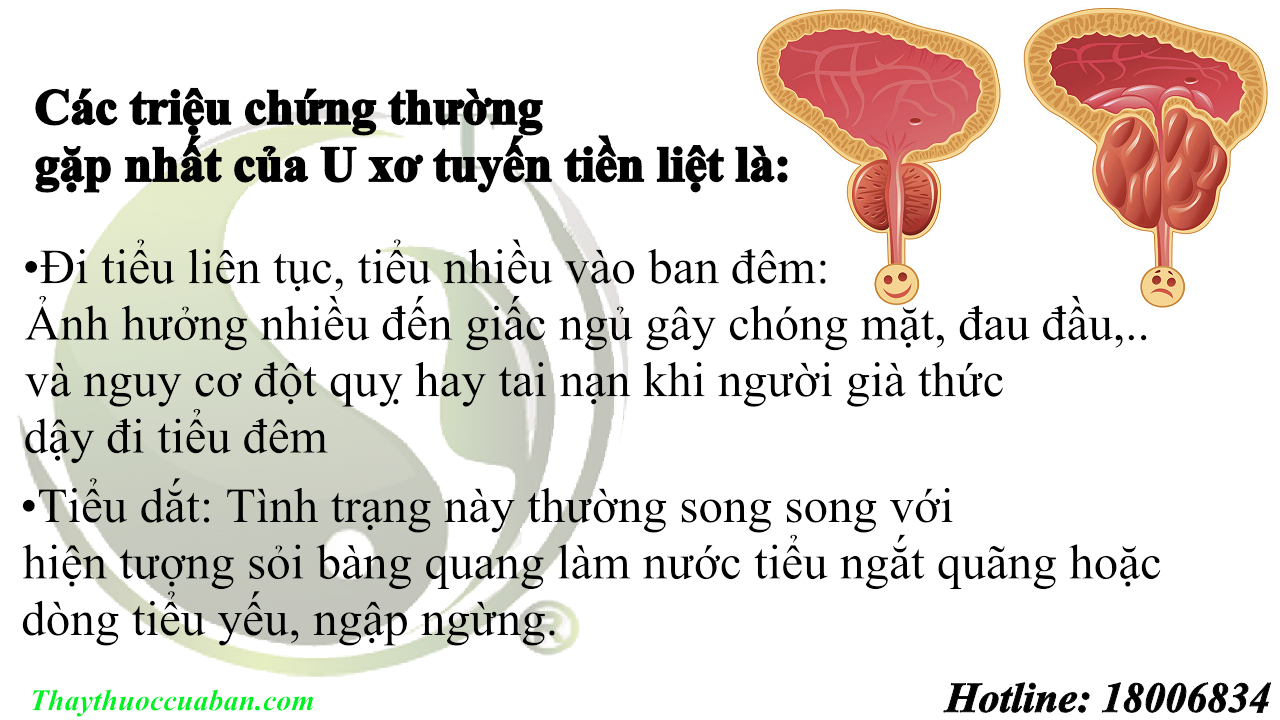 Các triệu chứng thường
gặp nhất của U xơ tuyến tiền liệt là:
•Đi tiểu liên tục, tiểu nhiều vào ban đêm:
Ảnh hưởng nhiều đến giấc ngủ gây chóng mặt, đau đầu,..
và nguy cơ đột quỵ hay tai nạn khi người già thức
dậy đi tiểu đêm
•Tiểu dắt: Tình trạng này thường song song với
hiện tượng sỏi bàng quang làm nước tiểu ngắt quãng hoặc
dòng tiểu yếu, ngập ngừng.
®
Thaythuoccuaban.com
Hotline: 18006834